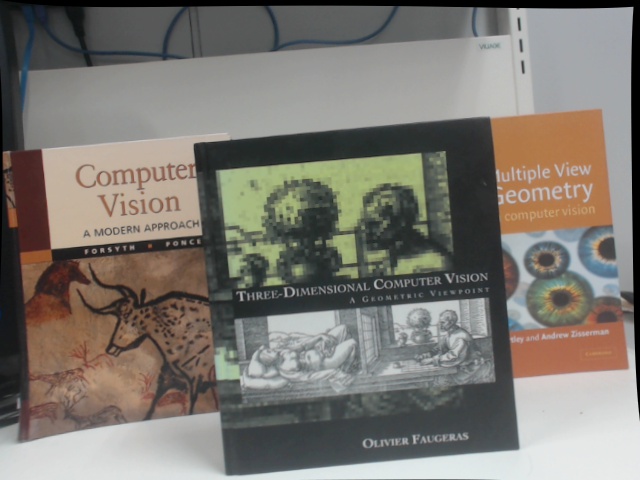 Computer
Vision
A MODERN APPROACH
FORSYTH PONCE
THREE-DIMENSIONAL COMPUTER VISION
A GEOMETRIC VIEWPOINT
OLIVIER FAUGERAS
ultiple View
Geometry
computer vision
tley and Andrew Zisserman